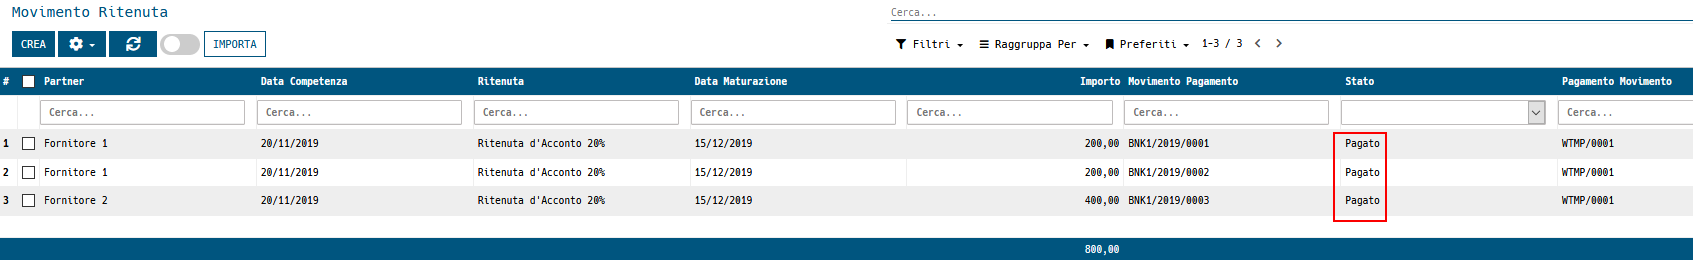 Movimento Ritenuta
Cerca...
CREA IMPORTA Filtri Raggruppa Per Preferiti 1-3 / 3
# Partner Data Competenza Ritenuta Data Maturazione Importo Movimento Pagamento Stato Pagamento Movimento
Cerca... Cerca... Cerca... Cerca... Cerca... Cerca... Cerca...
1 Fornitore 1 20/11/2019 Ritenuta d'Acconto 20% 15/12/2019 200,00 BNK1/2019/0001 Pagato WTMP/0001
2 Fornitore 1 20/11/2019 Ritenuta d'Acconto 20% 15/12/2019 200,00 BNK1/2019/0002 Pagato WTMP/0001
3 Fornitore 2 20/11/2019 Ritenuta d'Acconto 20% 15/12/2019 400,00 BNK1/2019/0003 Pagato WTMP/0001
800,00